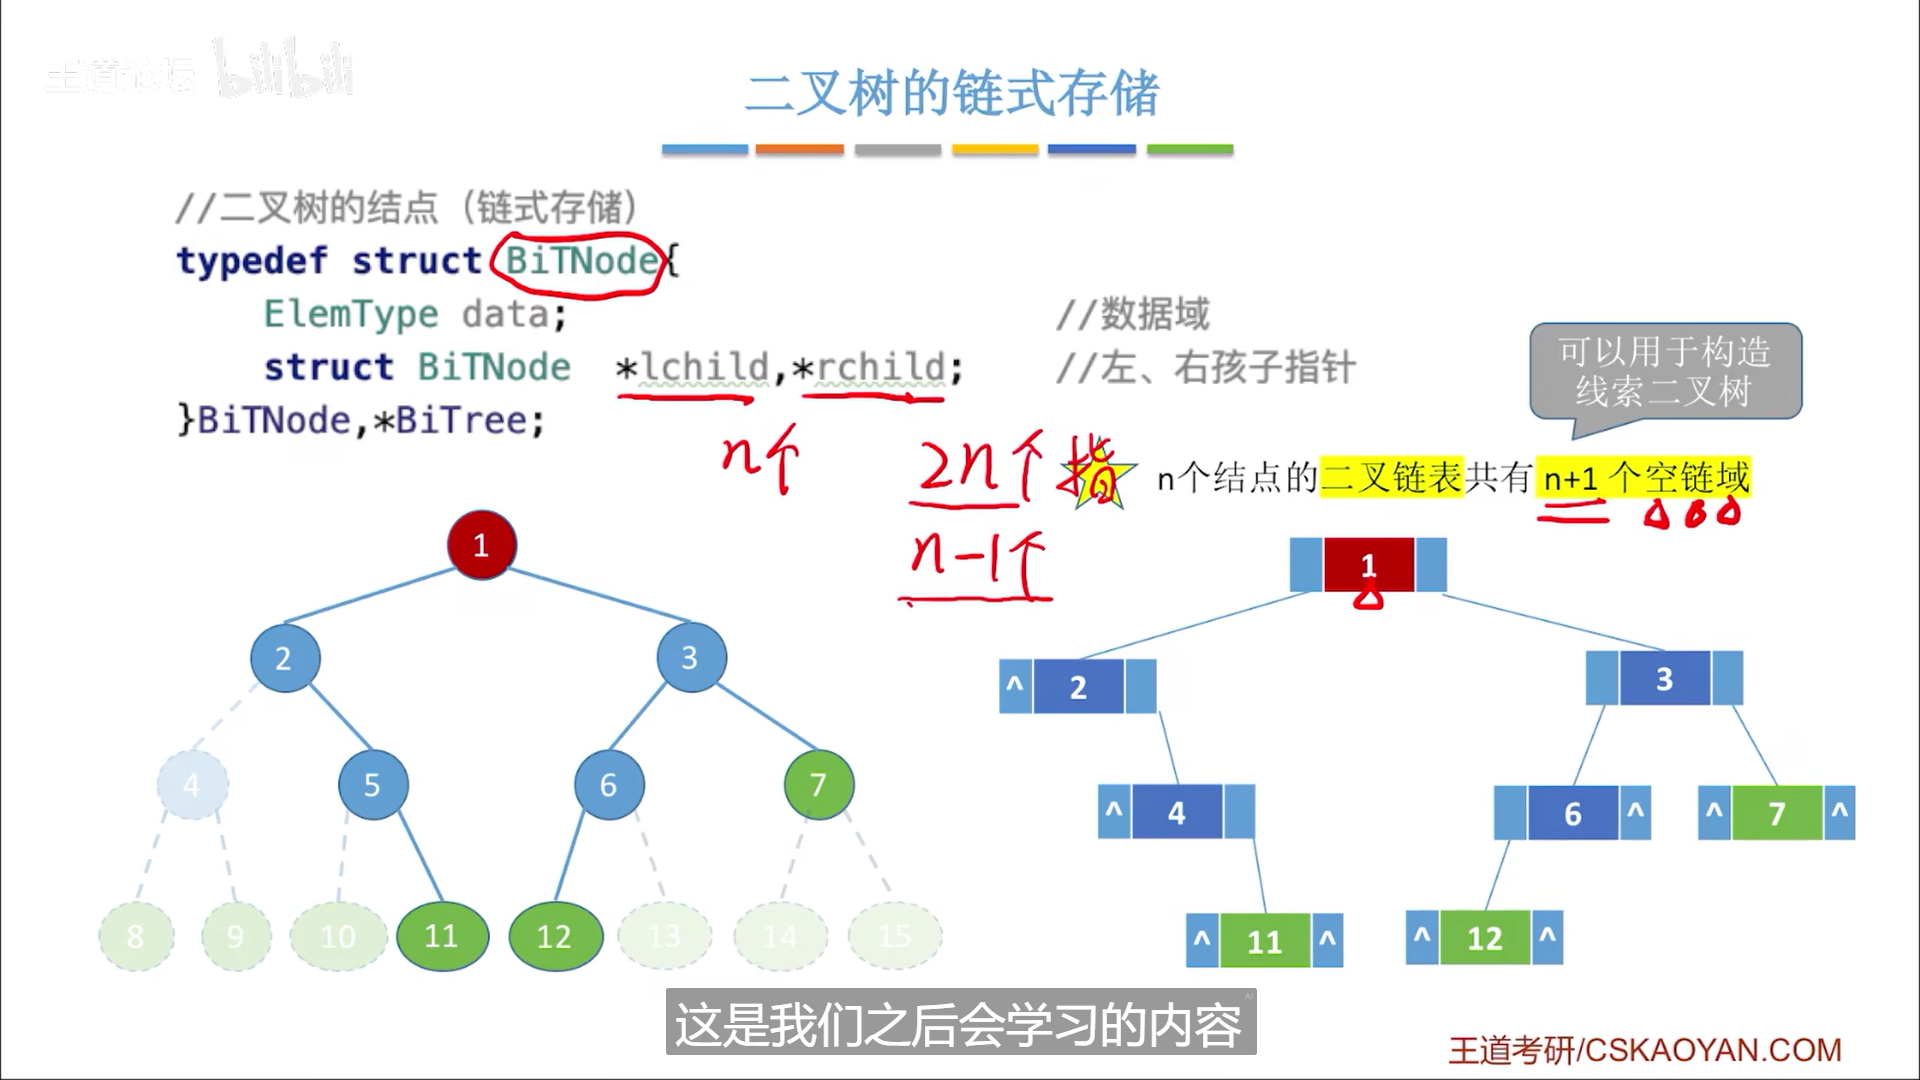 王道论坛 bilibili
二叉树的链式存储
//二叉树的结点（链式存储）
typedef struct BiTNode{
ElemType data; //数据域
struct BiTNode *lchild,*rchild; //左、右孩子指针
}BiTNode,*BiTree;
可以用于构造
线索二叉树
n个 2n个 指
n个结点的二叉链表共有 n+1 个空链域
n-1个
1
2 3
4 5 6 7
8 9 10 11 12 13 14 15
1
^ 2
3
^ 4
6 ^
^ 7 ^
^ 11 ^
^ 12 ^
这是我们之后会学习的内容
AI
王道考研/CSKAOYAN.COM